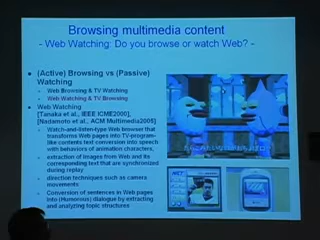 Browsing multimedia content
- Web Watching: Do you browse or watch Web? -
(Active) Browsing vs (Passive)
Watching
Web Browsing & TV Watching
Web Watching & TV Browsing
Web Watching
[Tanaka et al., IEEE ICME2000],
[Nadamoto et al., ACM Multimedia2005]
Watch-and-listen-type Web browser that
transforms Web pages into TV-program-
like contents text conversion into speech
with behaviors of animation characters,
extraction of images from Web and its
corresponding text that are synchronized
during replay
direction techniques such as camera
movements
Conversion of sentences in Web pages
into (Humorous) dialogue by extracting
and analyzing topic structures